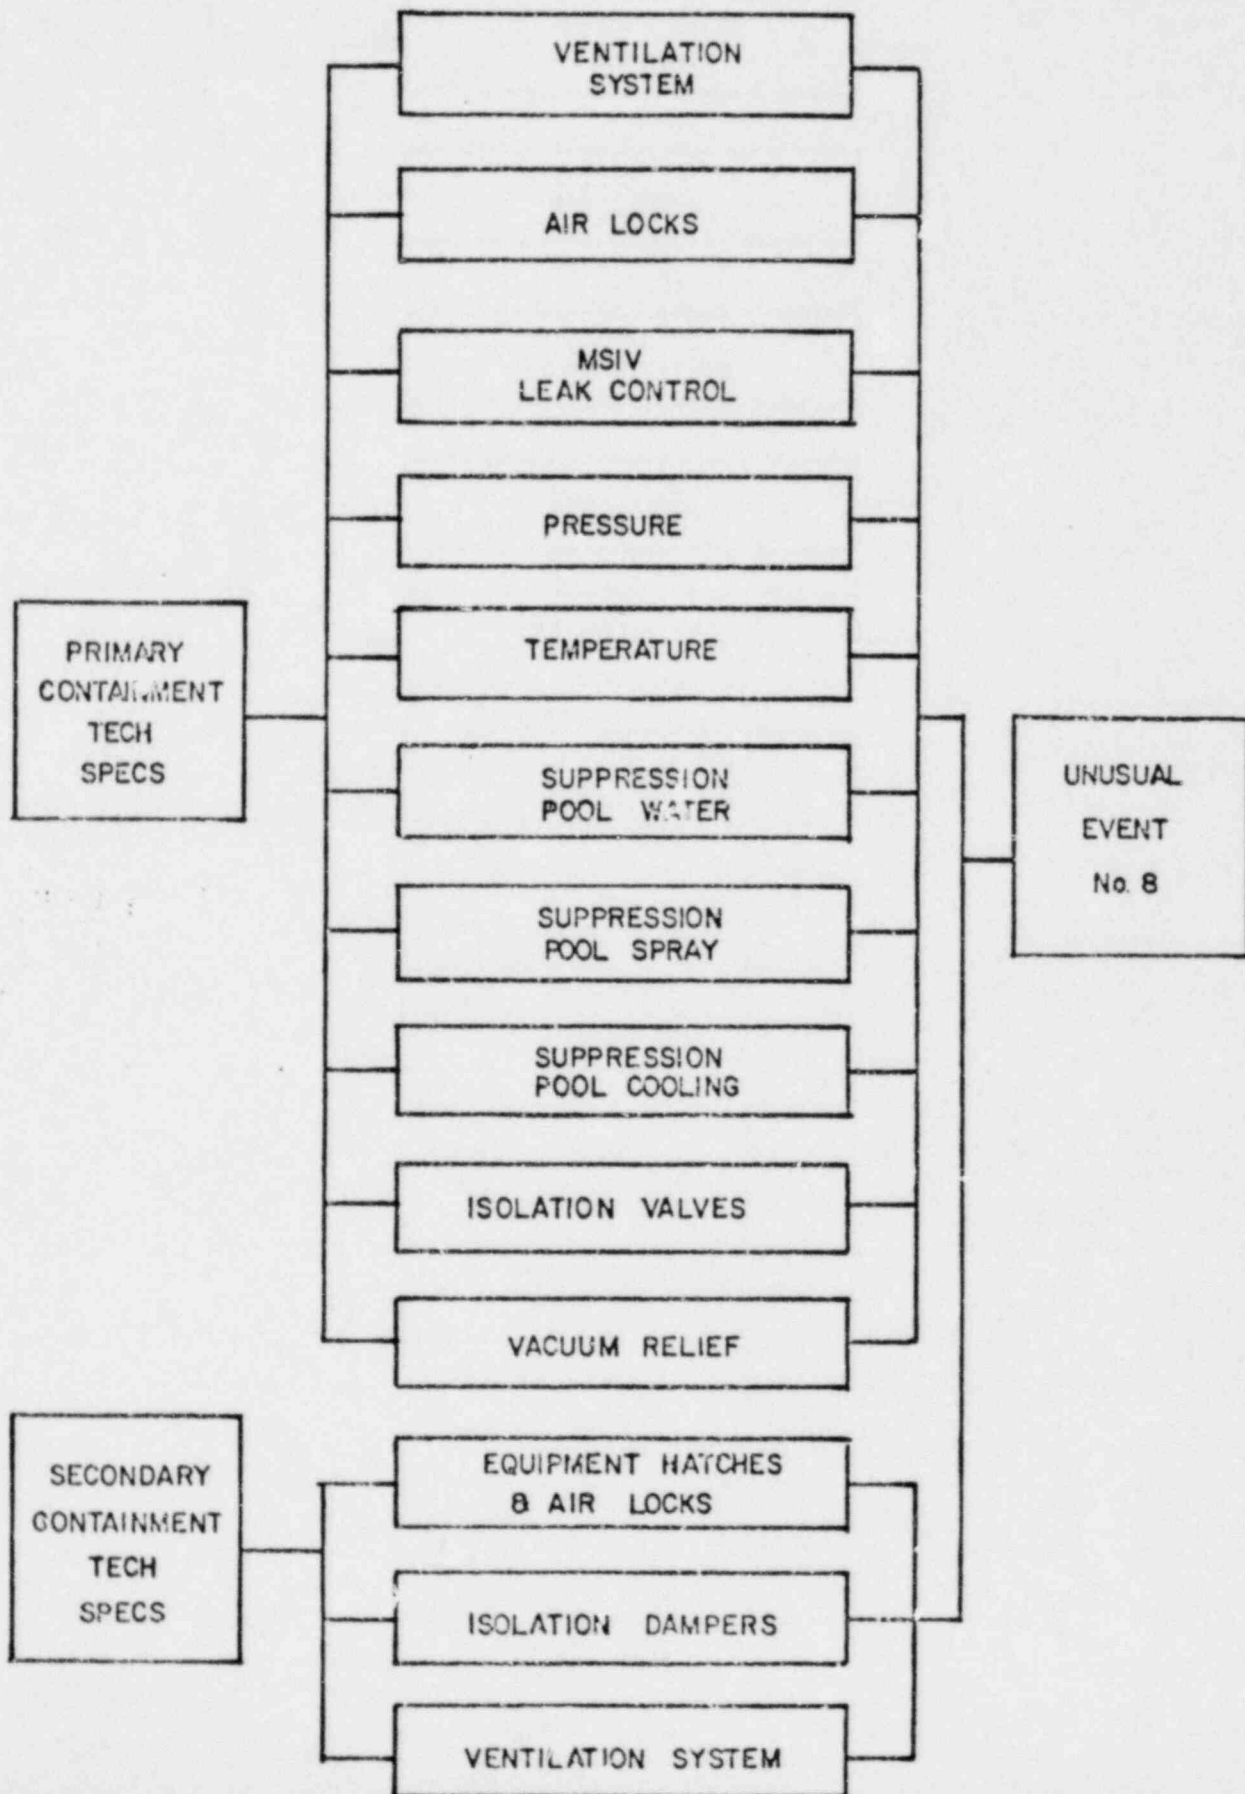 VENTILATION
SYSTEM
AIR LOCKS
MSIV
LEAK CONTROL
PRESSURE
TEMPERATURE
PRIMARY
CONTAINMENT
TECH
SPECS
SUPPRESSION
POOL WATER
UNUSUAL
EVENT
No. 8
SUPPRESSION
POOL SPRAY
SUPPRESSION
POOL COOLING
ISOLATION VALVES
VACUUM RELIEF
SECONDARY
CONTAINMENT
TECH
SPECS
EQUIPMENT HATCHES
& AIR LOCKS
ISOLATION DAMPERS
VENTILATION SYSTEM